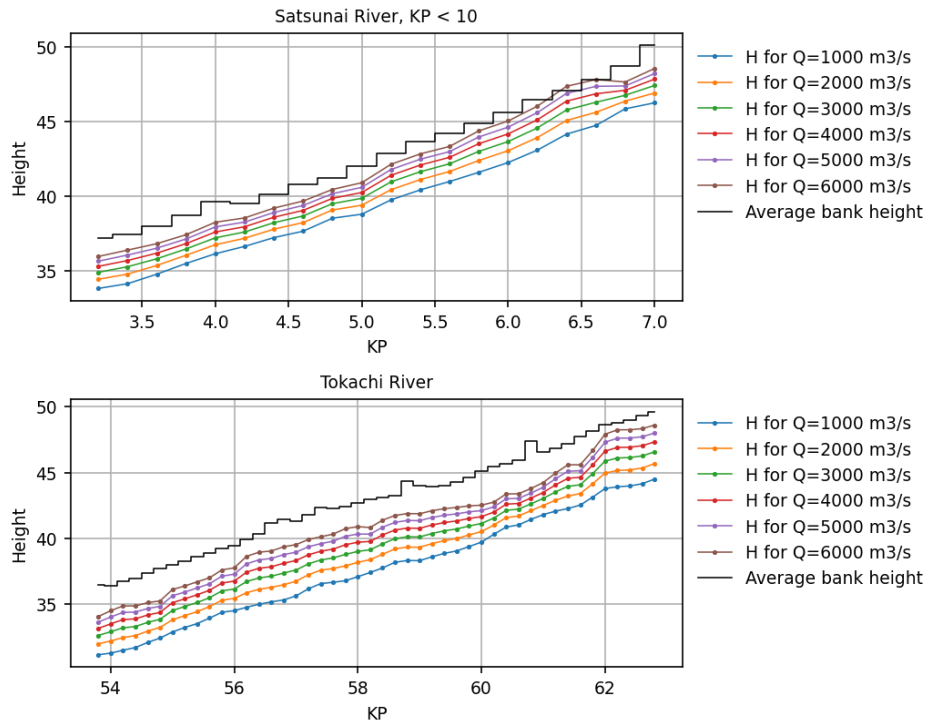 Satsunai River, KP < 10
Height
50
45
40
35
3.5 4.0 4.5 5.0 5.5 6.0 6.5 7.0
KP
H for Q=1000 m3/s
H for Q=2000 m3/s
H for Q=3000 m3/s
H for Q=4000 m3/s
H for Q=5000 m3/s
H for Q=6000 m3/s
Average bank height
Tokachi River
Height
50
45
40
35
54 56 58 60 62
KP
H for Q=1000 m3/s
H for Q=2000 m3/s
H for Q=3000 m3/s
H for Q=4000 m3/s
H for Q=5000 m3/s
H for Q=6000 m3/s
Average bank height